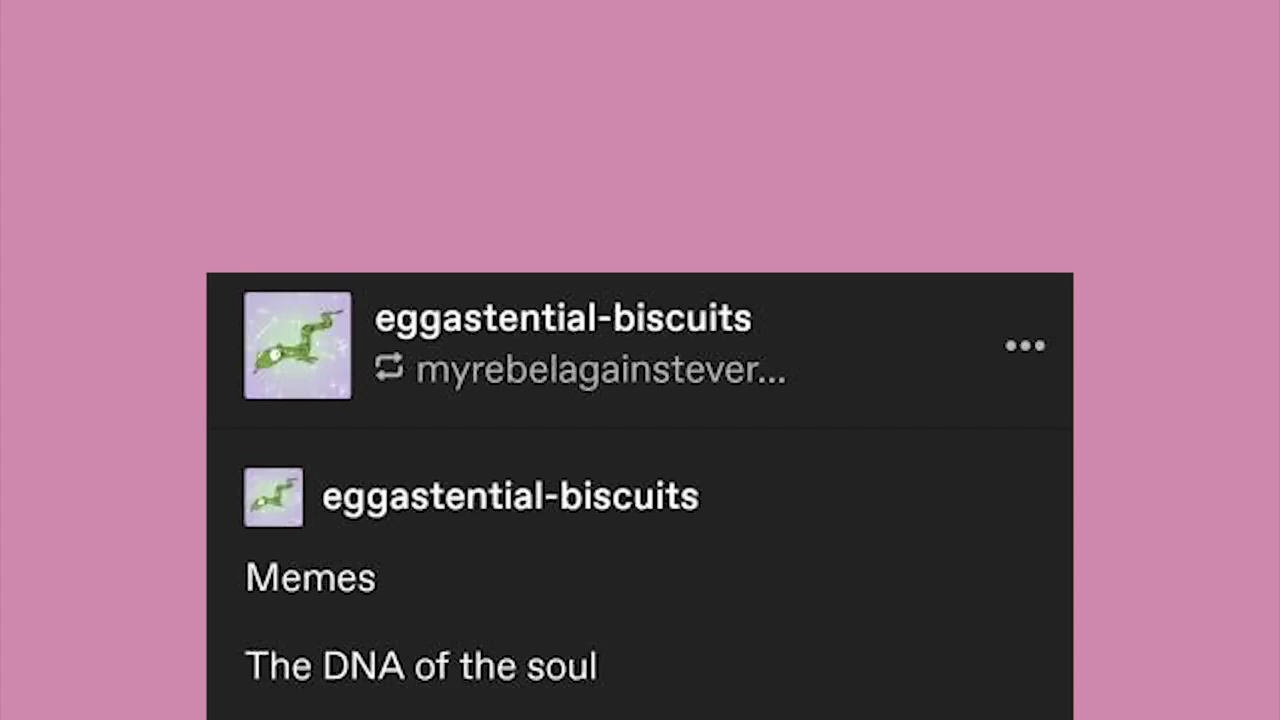 eggastential-biscuits
myrebelagainstever...
eggastential-biscuits
Memes
The DNA of the soul